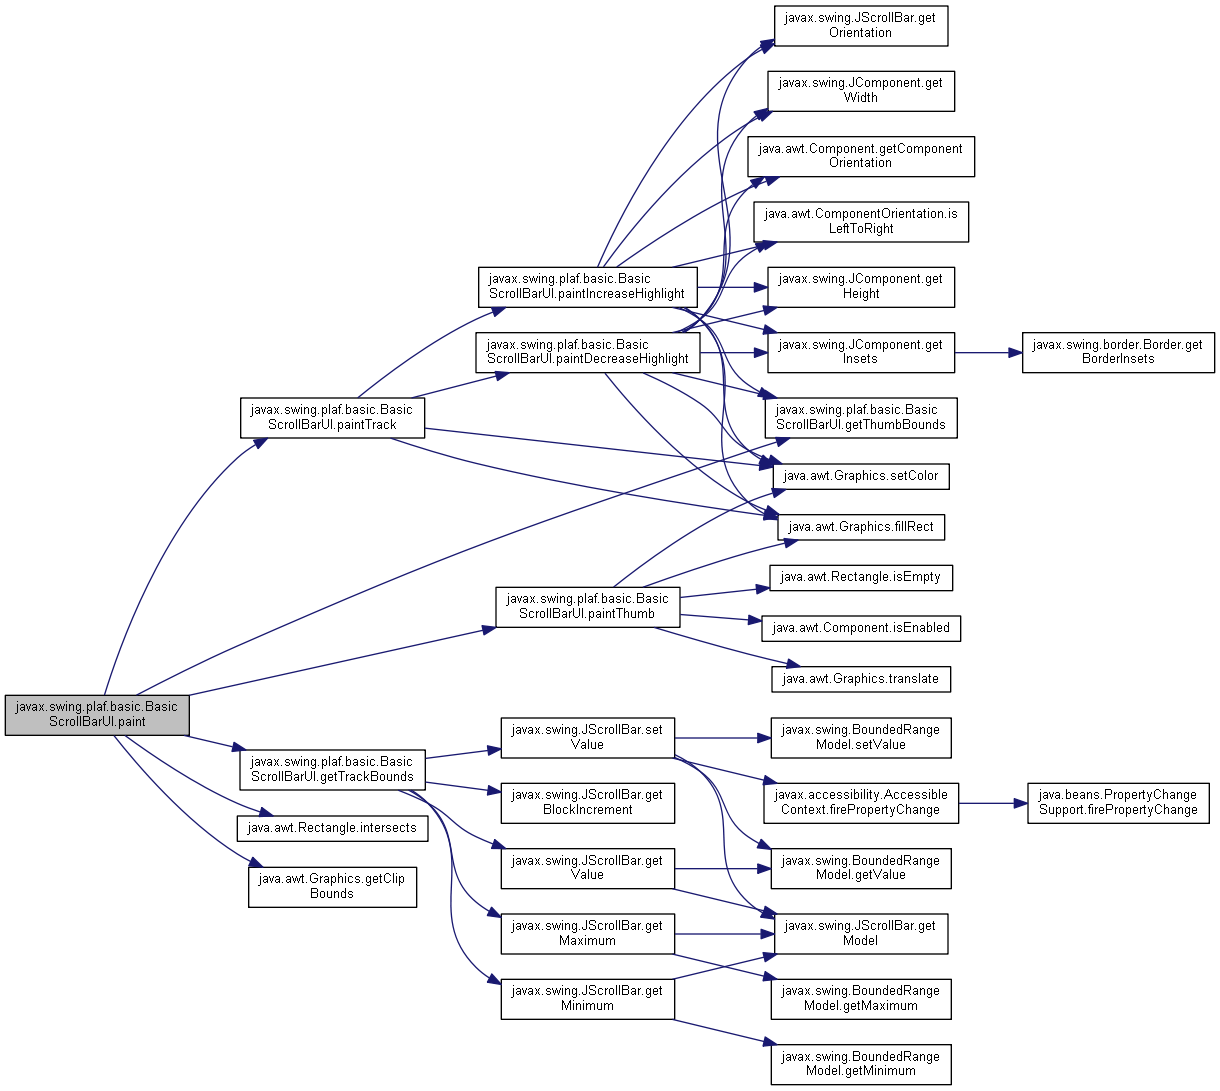 javax.swing.JScrollBar.get
Orientation
javax.swing.JComponent.get
Width
java.awt.Component.getComponent
Orientation
java.awt.ComponentOrientation.is
LeftToRight
javax.swing.plaf.basic.Basic
ScrollBarUI.paintIncreaseHighlight
javax.swing.JComponent.get
Height
javax.swing.plaf.basic.Basic
ScrollBarUI.paintDecreaseHighlight
javax.swing.JComponent.get
Insets
javax.swing.border.Border.get
BorderInsets
javax.swing.plaf.basic.Basic
ScrollBarUI.paintTrack
javax.swing.plaf.basic.Basic
ScrollBarUI.getThumbBounds
java.awt.Graphics.setColor
java.awt.Graphics.fillRect
java.awt.Rectangle.isEmpty
javax.swing.plaf.basic.Basic
ScrollBarUI.paintThumb
java.awt.Component.isEnabled
java.awt.Graphics.translate
javax.swing.plaf.basic.Basic
ScrollBarUI.paint
javax.swing.JScrollBar.set
Value
javax.swing.BoundedRange
Model.setValue
javax.swing.plaf.basic.Basic
ScrollBarUI.getTrackBounds
javax.swing.JScrollBar.get
BlockIncrement
javax.accessibility.Accessible
Context.firePropertyChange
java.beans.PropertyChange
Support.firePropertyChange
java.awt.Rectangle.intersects
javax.swing.JScrollBar.get
Value
javax.swing.BoundedRange
Model.getValue
java.awt.Graphics.getClip
Bounds
javax.swing.JScrollBar.get
Maximum
javax.swing.JScrollBar.get
Model
javax.swing.JScrollBar.get
Minimum
javax.swing.BoundedRange
Model.getMaximum
javax.swing.BoundedRange
Model.getMinimum